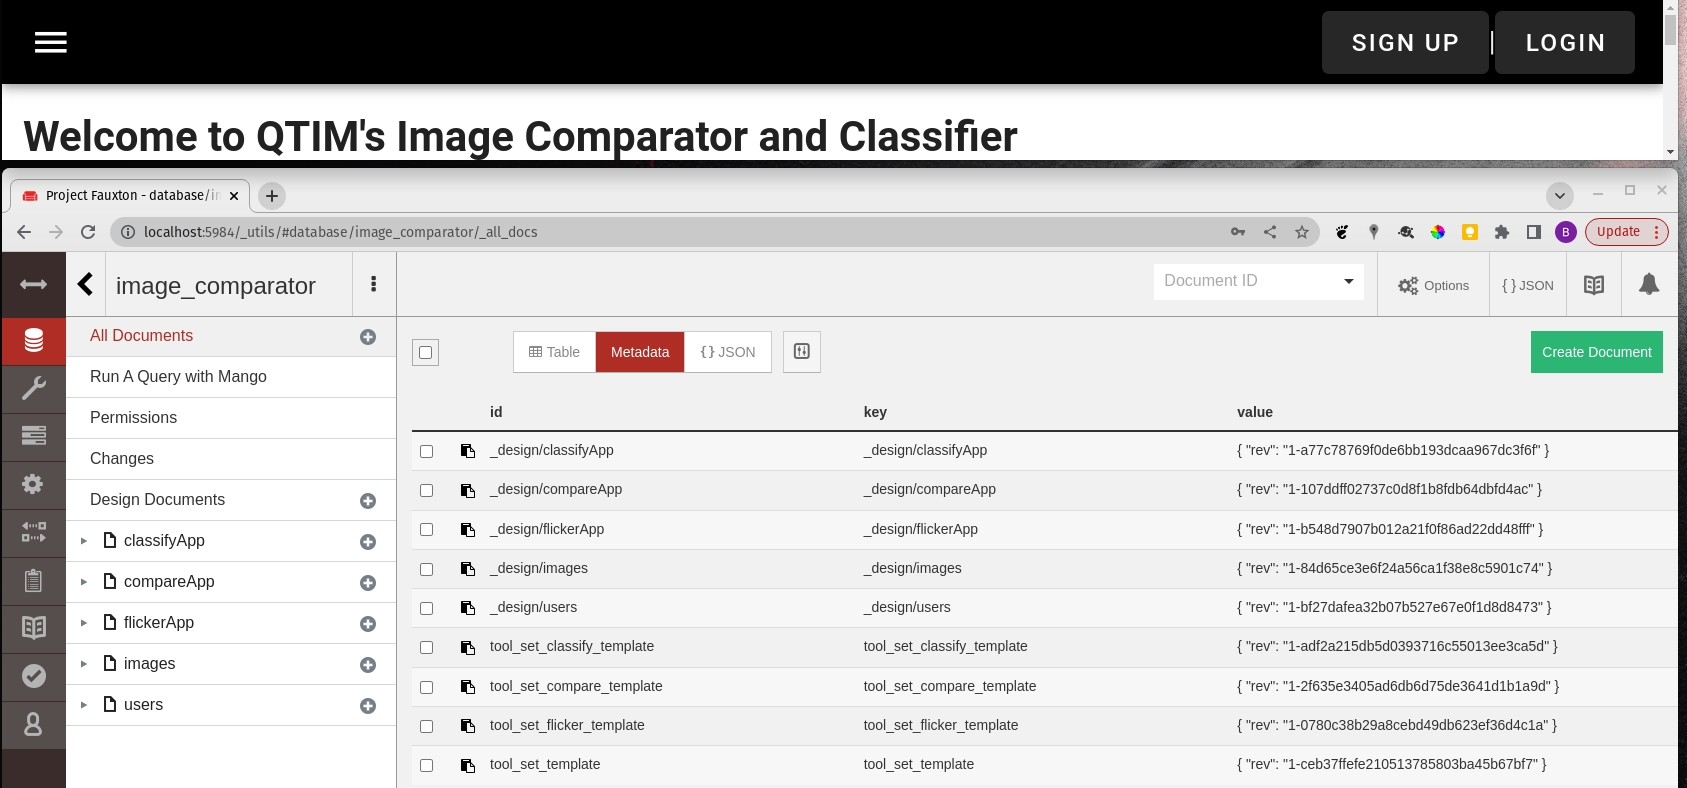 SIGN UP | LOGIN
Welcome to QTIM's Image Comparator and Classifier
Project Fauxton - database/in
localhost:5984/_utils/#database/image_comparator/_all_docs
B
Update
image_comparator
Document ID
Options
{ } JSON
All Documents
Run A Query with Mango
Permissions
Changes
Design Documents
classifyApp
compareApp
flickerApp
images
users
Table
Metadata
{ } JSON
Create Document
id key value
_design/classifyApp _design/classifyApp { "rev": "1-a77c78769f0de6bb193dcaa967dc3f6f" }
_design/compareApp _design/compareApp { "rev": "1-107ddff02737c0d8f1b8fdb64dbfd4ac" }
_design/flickerApp _design/flickerApp { "rev": "1-b548d7907b012a21f0f86ad22dd48fff" }
_design/images _design/images { "rev": "1-84d65ce3e6f24a56ca1f38e8c5901c74" }
_design/users _design/users { "rev": "1-bf27dafea32b07b527e67e0f1d8d8473" }
tool_set_classify_template tool_set_classify_template { "rev": "1-adf2a215db5d0393716c55013ee3ca5d" }
tool_set_compare_template tool_set_compare_template { "rev": "1-2f635e3405ad6db6d75de3641d1b1a9d" }
tool_set_flicker_template tool_set_flicker_template { "rev": "1-0780c38b29a8cebd49db623ef36d4c1a" }
tool_set_template tool_set_template { "rev": "1-ceb37ffefe210513785803ba45b67bf7" }